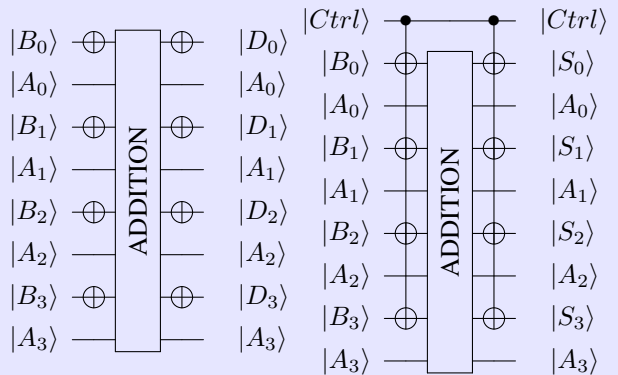 |Ctrl⟩ |Ctrl⟩
|B₀⟩ |D₀⟩ |B₀⟩ |S₀⟩
|A₀⟩ |A₀⟩ |A₀⟩ |A₀⟩
|B₁⟩ |D₁⟩ |B₁⟩ |S₁⟩
|A₁⟩ |A₁⟩ |A₁⟩ |A₁⟩
|B₂⟩ |D₂⟩ |B₂⟩ |S₂⟩
|A₂⟩ |A₂⟩ |A₂⟩ |A₂⟩
|B₃⟩ |D₃⟩ |B₃⟩ |S₃⟩
|A₃⟩ |A₃⟩ |A₃⟩ |A₃⟩
ADDITION
ADDITION